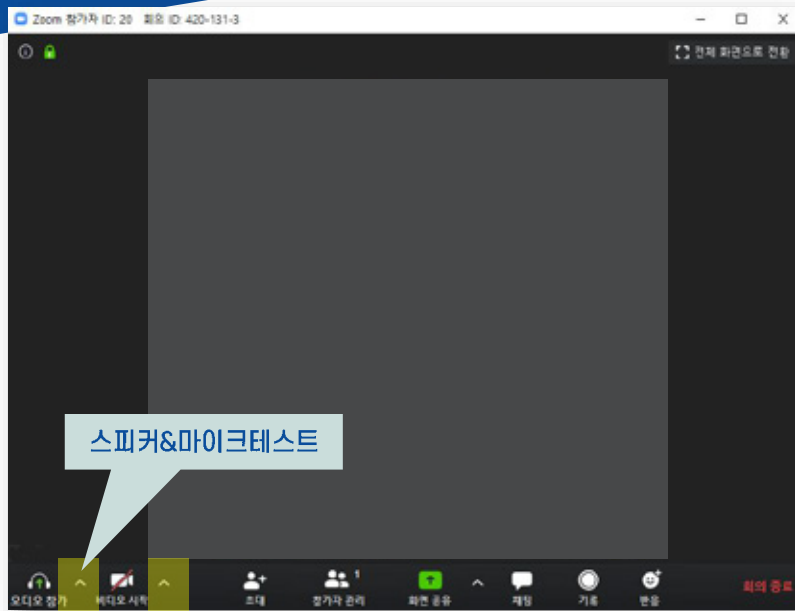 Zoom 참가자 ID: 20 회의 ID: 420-131-3
전체 화면으로 전환
스피커&마이크테스트
오디오 참가
비디오 시작
초대
참가자 관리
1
화면 공유
채팅
기록
반응
회의 종료